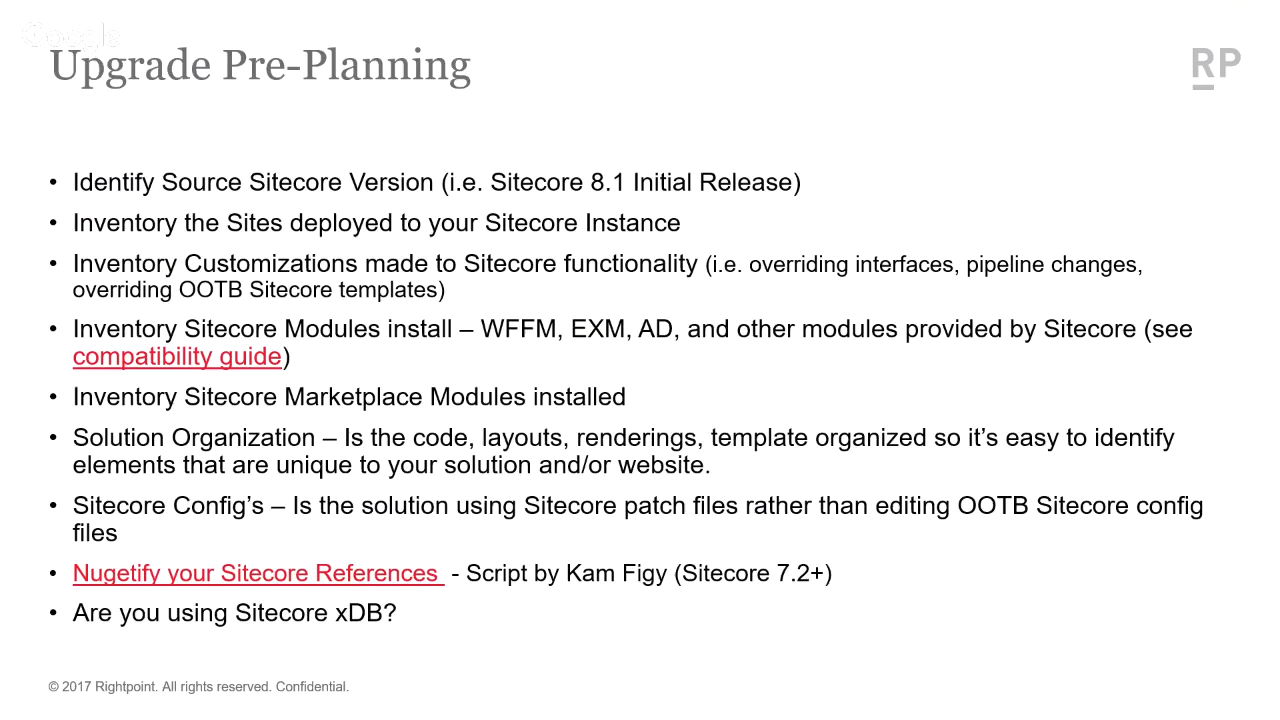 Google
Upgrade Pre-Planning
RP
• Identify Source Sitecore Version (i.e. Sitecore 8.1 Initial Release)
• Inventory the Sites deployed to your Sitecore Instance
• Inventory Customizations made to Sitecore functionality (i.e. overriding interfaces, pipeline changes,
overriding OOTB Sitecore templates)
• Inventory Sitecore Modules install – WFFM, EXM, AD, and other modules provided by Sitecore (see
compatibility guide)
• Inventory Sitecore Marketplace Modules installed
• Solution Organization – Is the code, layouts, renderings, template organized so it’s easy to identify
elements that are unique to your solution and/or website.
• Sitecore Config’s – Is the solution using Sitecore patch files rather than editing OOTB Sitecore config
files
• Nugetify your Sitecore References - Script by Kam Figy (Sitecore 7.2+)
• Are you using Sitecore xDB?
© 2017 Rightpoint. All rights reserved. Confidential.